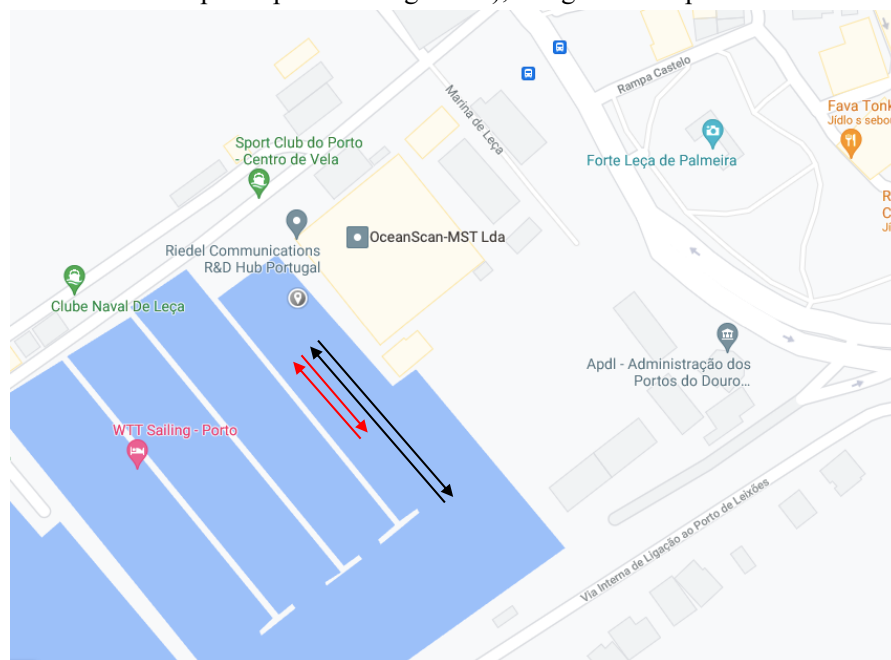 Rampa Castelo
Marina de Leça
Fava Tonk
Jídlo s sebou
Sport Club do Porto
- Centro de Vela
Forte Leça de Palmeira
OceanScan-MST Lda
Riedel Communications
R&D Hub Portugal
Clube Naval De Leça
Apdl - Administração dos
Portos do Douro...
WTT Sailing - Porto
Via Interna de Ligação ao Porto de Leixões